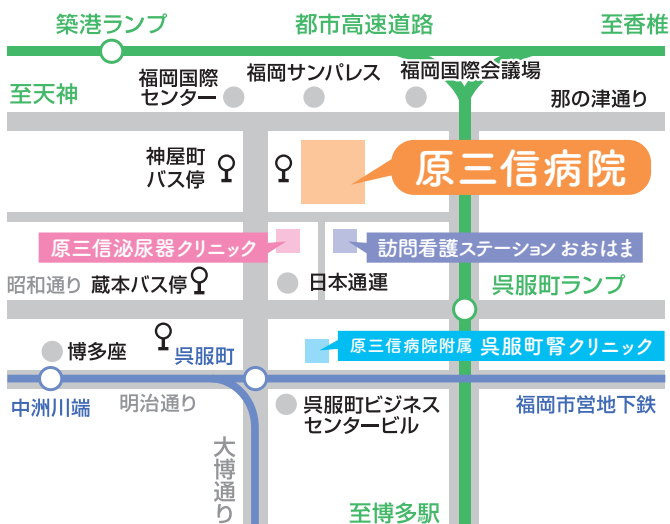 築港ランプ
都市高速道路
至香椎
至天神
福岡国際
センター
福岡サンパレス
福岡国際会議場
那の津通り
神屋町
バス停
原三信病院
原三信泌尿器クリニック
訪問看護ステーション おおはま
昭和通り
蔵本バス停
日本通運
呉服町ランプ
博多座
呉服町
原三信病院附属 呉服町腎クリニック
中洲川端
明治通り
呉服町ビジネス
センタービル
福岡市営地下鉄
大博通り
至博多駅